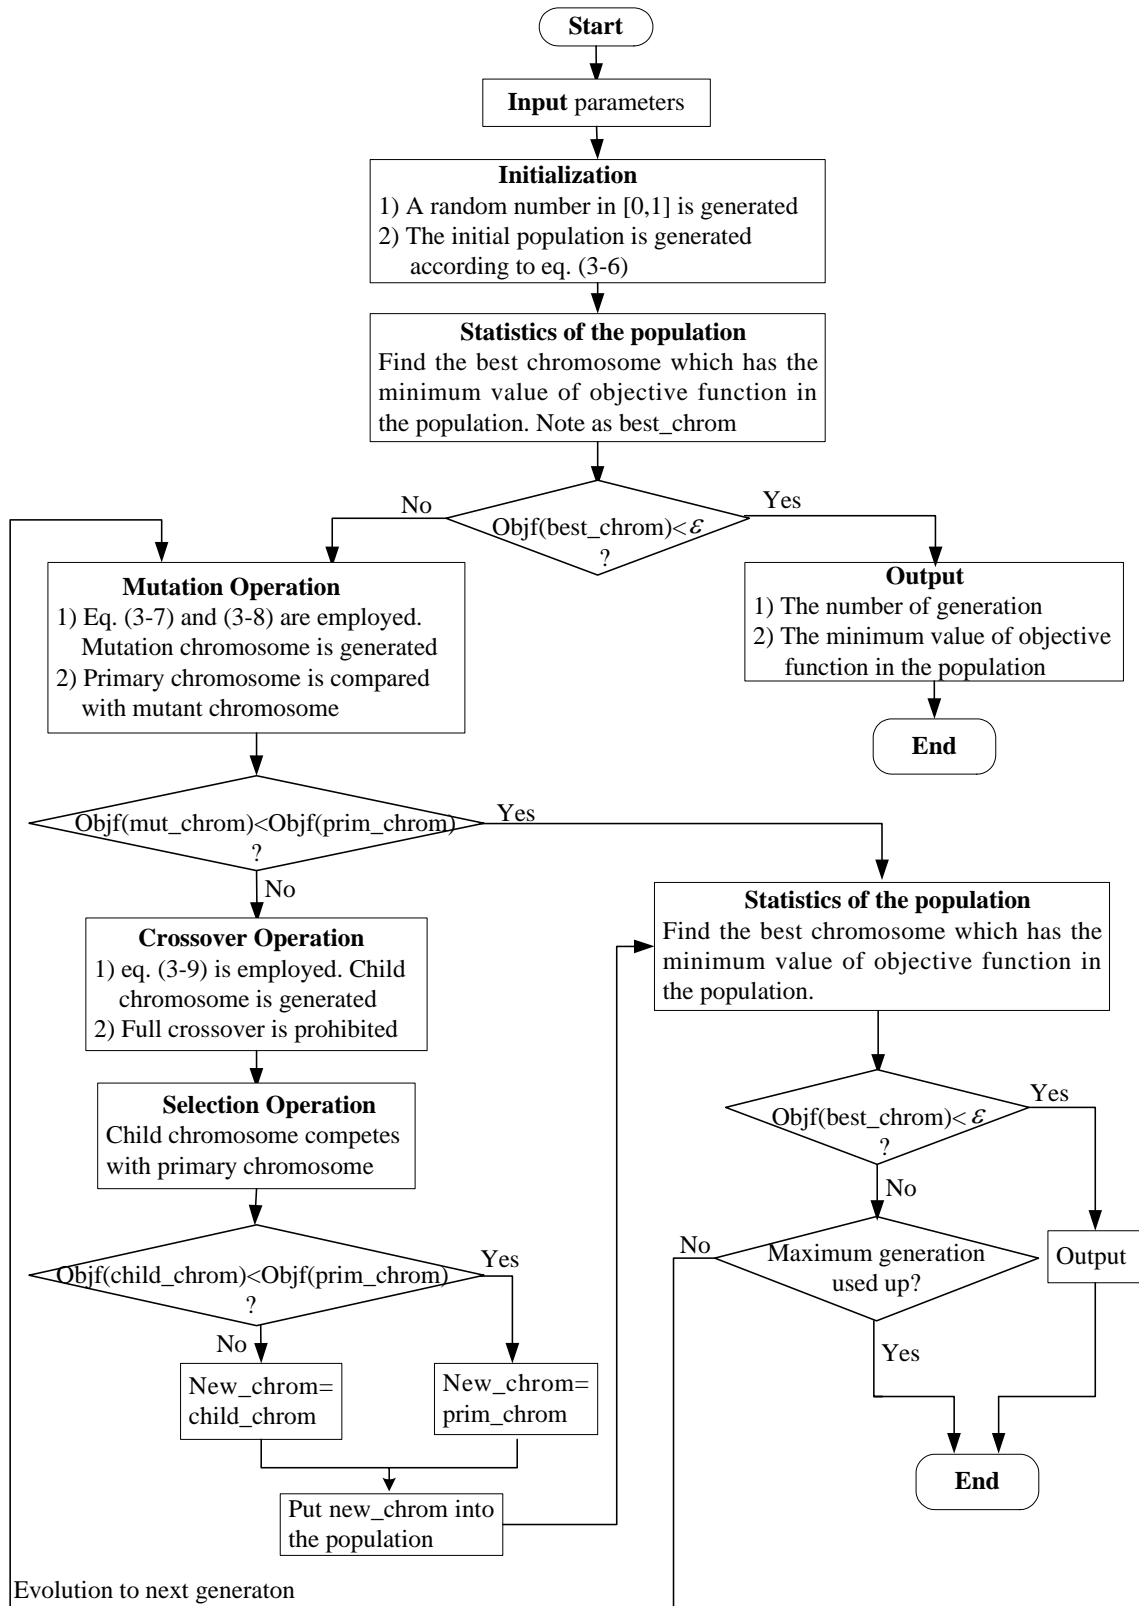 Start
Input parameters
Initialization
1) A random number in [0,1] is generated
2) The initial population is generated
according to eq. (3-6)
Statistics of the population
Find the best chromosome which has the
minimum value of objective function in
the population. Note as best_chrom
No
Yes
Objf(best_chrom)<ε
?
Mutation Operation
1) Eq. (3-7) and (3-8) are employed.
Mutation chromosome is generated
2) Primary chromosome is compared
with mutant chromosome
Output
1) The number of generation
2) The minimum value of objective
function in the population
End
Objf(mut_chrom)<Objf(prim_chrom)
?
Yes
No
Crossover Operation
1) eq. (3-9) is employed. Child
chromosome is generated
2) Full crossover is prohibited
Statistics of the population
Find the best chromosome which has the
minimum value of objective function in
the population.
Selection Operation
Child chromosome competes
with primary chromosome
Objf(best_chrom)<ε
?
Yes
No
Objf(child_chrom)<Objf(prim_chrom)
?
Yes
No
Maximum generation
used up?
No
Yes
Output
New_chrom=
child_chrom
New_chrom=
prim_chrom
End
Put new_chrom into
the population
Evolution to next generaton